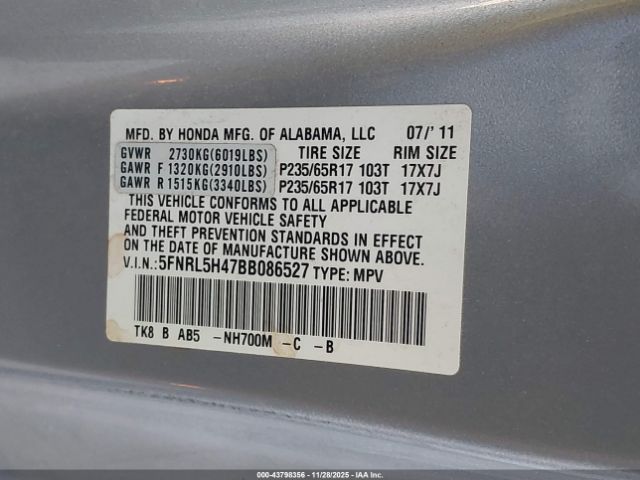 MFD. BY HONDA MFG. OF ALABAMA, LLC 07/'11
GVWR 2730KG(6019LBS) TIRE SIZE RIM SIZE
GAWR F 1320KG(2910LBS) P235/65R17 103T 17X7J
GAWR R 1515KG(3340LBS) P235/65R17 103T 17X7J
THIS VEHICLE CONFORMS TO ALL APPLICABLE
FEDERAL MOTOR VEHICLE SAFETY
AND THEFT PREVENTION STANDARDS IN EFFECT
ON THE DATE OF MANUFACTURE SHOWN ABOVE.
V.I.N.: 5FNRL5H47BB086527 TYPE: MPV
TK8 B AB5 -NH700M -C -B
000-43798356 - 11/28/2025 - IAA Inc.